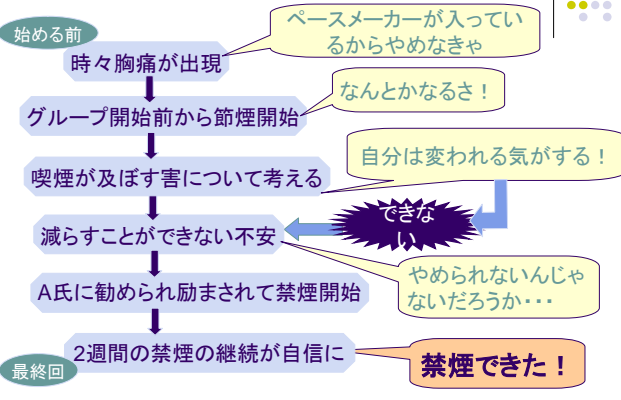 始める前
ペースメーカーが入ってい
るからやめなきゃ
時々胸痛が出現
なんとかなるさ！
グループ開始前から節煙開始
自分は変われる気がする！
喫煙が及ぼす害について考える
できな
い
減らすことができない不安
やめられないんじゃ
ないだろうか・・・
A氏に勧められ励まされて禁煙開始
2週間の禁煙の継続が自信に
禁煙できた！
最終回